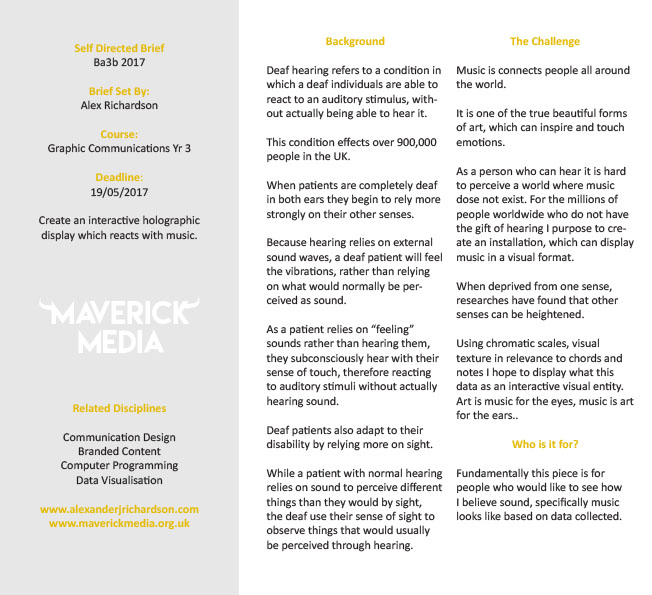 Self Directed Brief
Ba3b 2017
Brief Set By:
Alex Richardson
Course:
Graphic Communications Yr 3
Deadline:
19/05/2017
Create an interactive holographic
display which reacts with music.
MAVERICK
MEDIA
Related Disciplines
Communication Design
Branded Content
Computer Programming
Data Visualisation
www.alexanderjrichardson.com
www.maverickmedia.org.uk
Background
Deaf hearing refers to a condition in
which a deaf individuals are able to
react to an auditory stimulus, with-
out actually being able to hear it.
This condition effects over 900,000
people in the UK.
When patients are completely deaf
in both ears they begin to rely more
strongly on their other senses.
Because hearing relies on external
sound waves, a deaf patient will feel
the vibrations, rather than relying
on what would normally be per-
ceived as sound.
As a patient relies on “feeling”
sounds rather than hearing them,
they subconsciously hear with their
sense of touch, therefore reacting
to auditory stimuli without actually
hearing sound.
Deaf patients also adapt to their
disability by relying more on sight.
While a patient with normal hearing
relies on sound to perceive different
things than they would by sight,
the deaf use their sense of sight to
observe things that would usually
be perceived through hearing.
The Challenge
Music is connects people all around
the world.
It is one of the true beautiful forms
of art, which can inspire and touch
emotions.
As a person who can hear it is hard
to perceive a world where music
dose not exist. For the millions of
people worldwide who do not have
the gift of hearing I purpose to cre-
ate an installation, which can display
music in a visual format.
When deprived from one sense,
researches have found that other
senses can be heightened.
Using chromatic scales, visual
texture in relevance to chords and
notes I hope to display what this
data as an interactive visual entity.
Art is music for the eyes, music is art
for the ears..
Who is it for?
Fundamentally this piece is for
people who would like to see how
I believe sound, specifically music
looks like based on data collected.